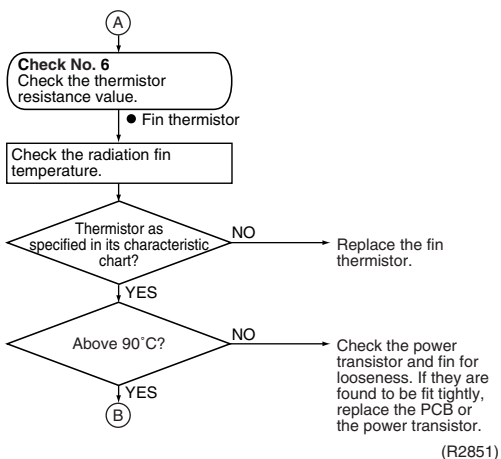 A
Check No. 6
Check the thermistor
resistance value.
● Fin thermistor
Check the radiation fin
temperature.
Thermistor as
specified in its characteristic
chart?
NO
Replace the fin
thermistor.
YES
Above 90˚C?
NO
Check the power
transistor and fin for
looseness. If they are
found to be fit tightly,
replace the PCB or
the power transistor.
YES
B
(R2851)